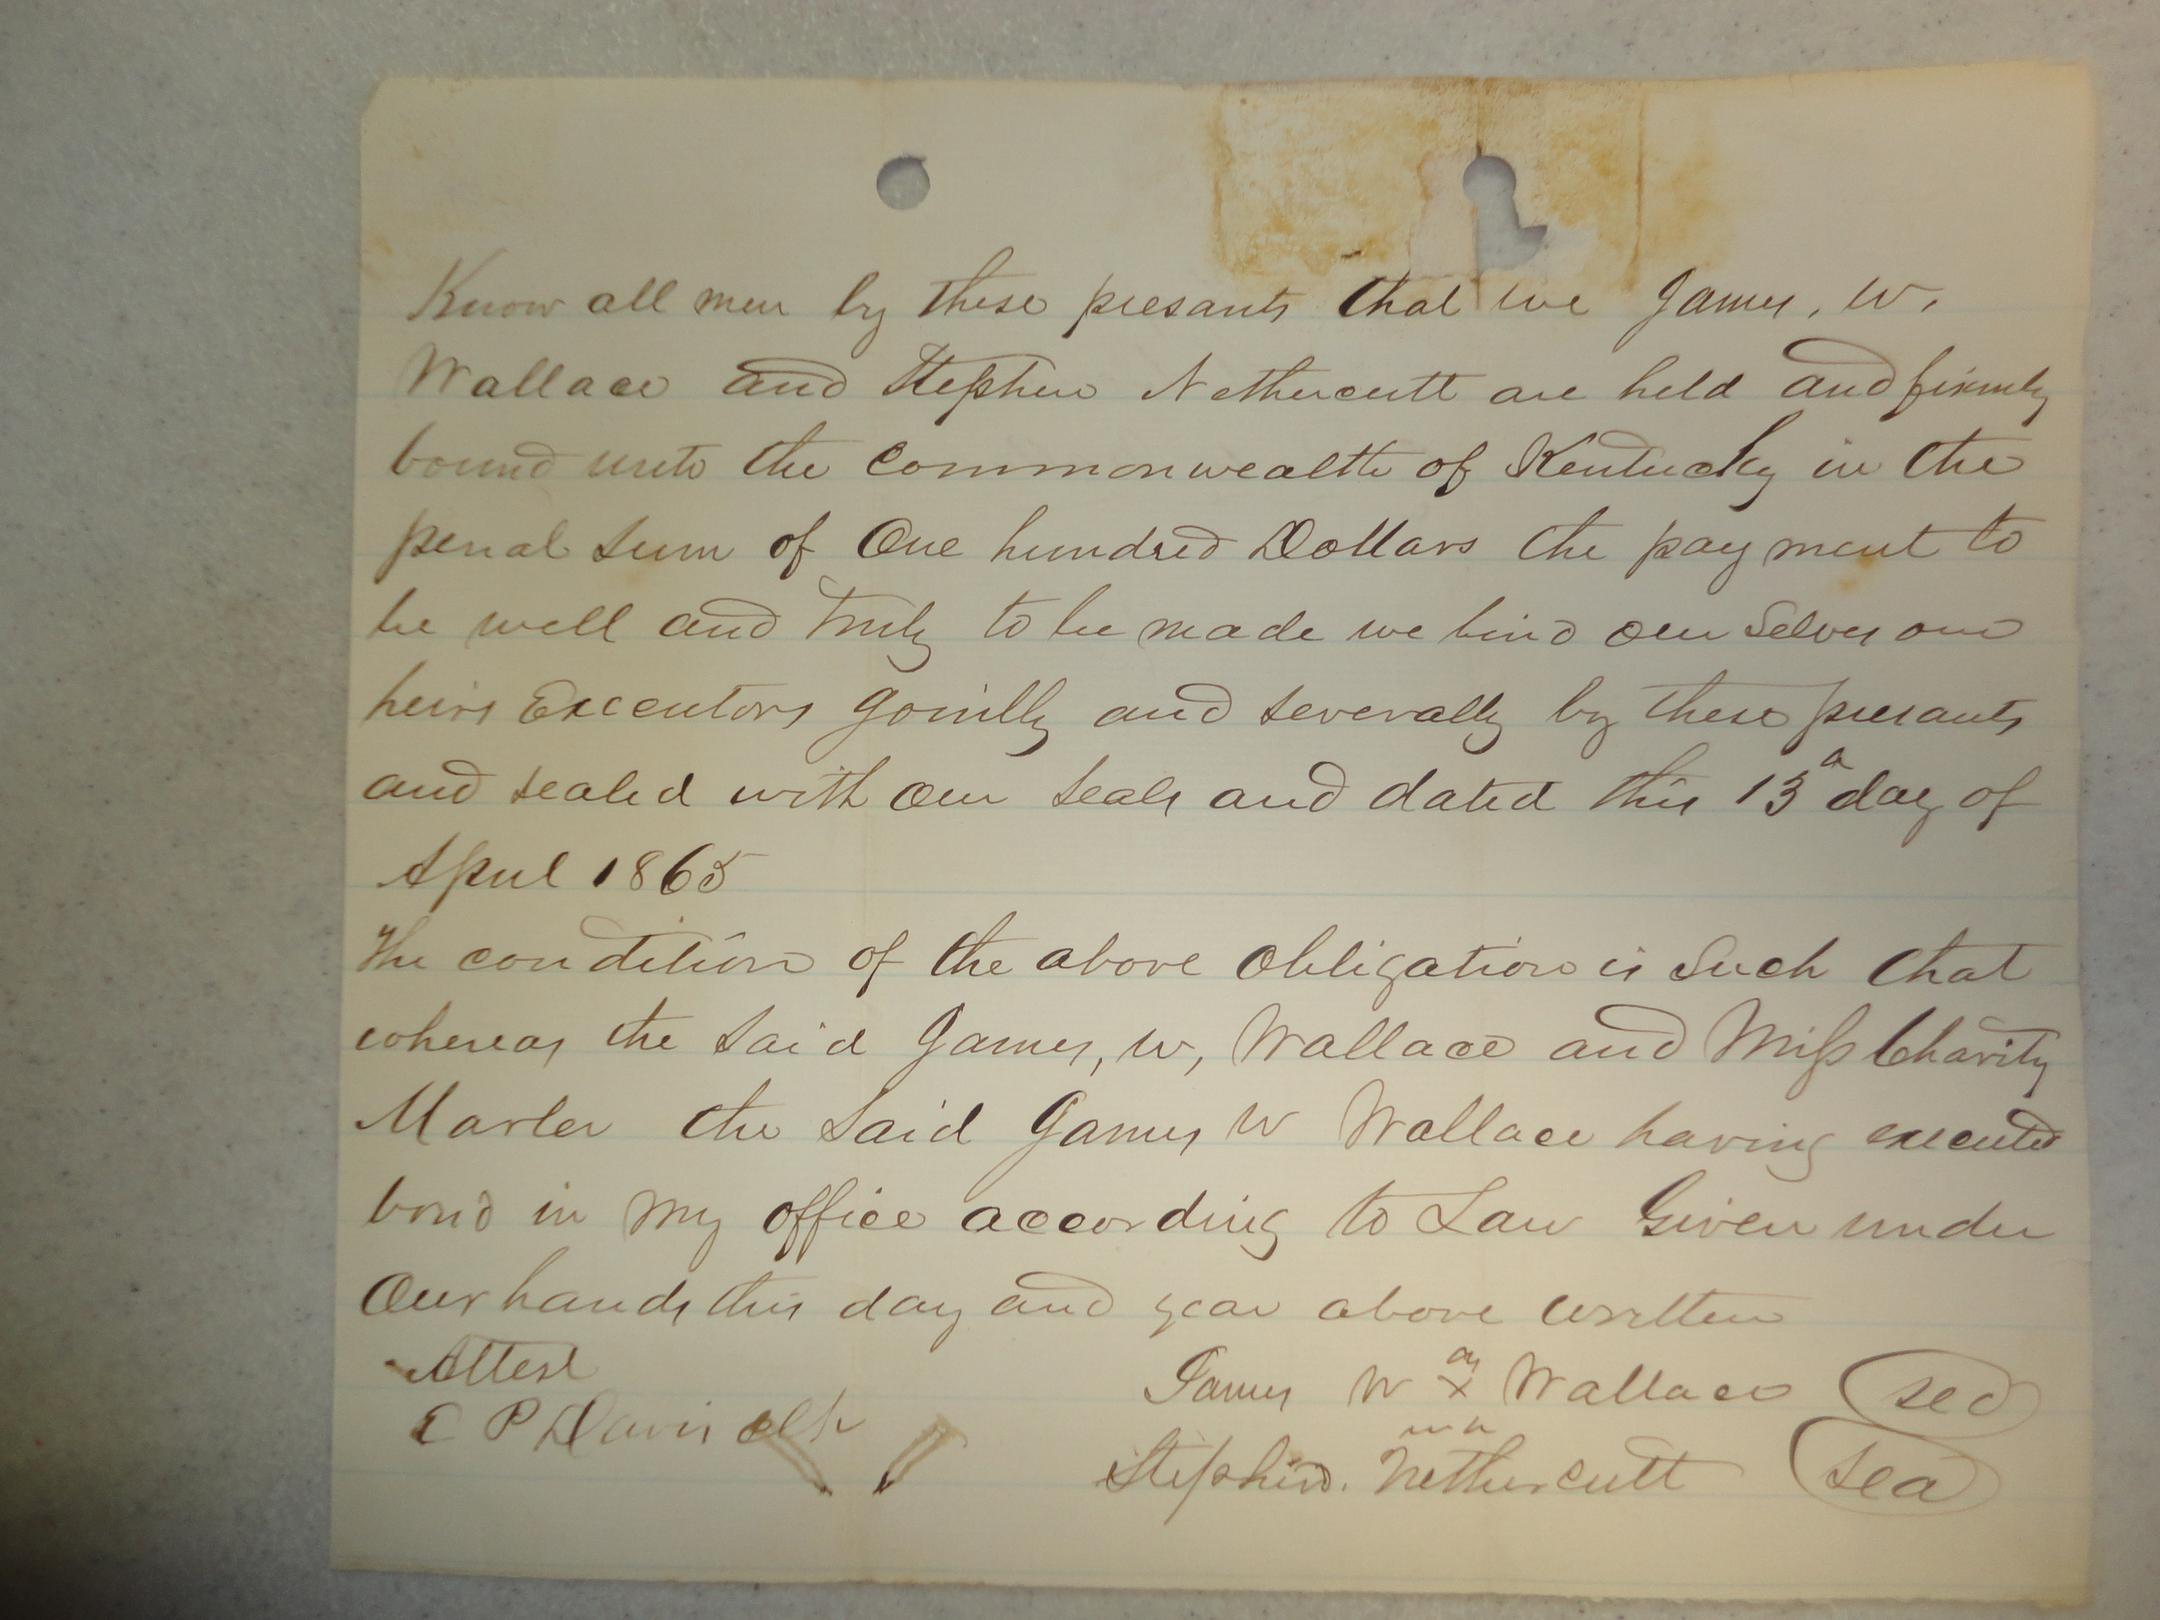 Know all men by these presants that we James, W,
Wallace and Stephen Nethercutt are held and firmly
bound unto the commonwealth of Kentucky in the
penal sum of One hundred Dollars the payment to
be well and truly to be made we bind our Selves our
heirs Executors Jointly and severally by these presants
and sealed with our seals and dated this 13 day of
April 1865
The condition of the above Obligation is Such that
whereas the said James, W, Wallace and Miss Charity
Marler the said James W Wallace having executed
bond in my office according to Law Given under
Our hands this day and year above written
Attest
E P Davis clk
James W x Wallace
Stephen. Nethercutt